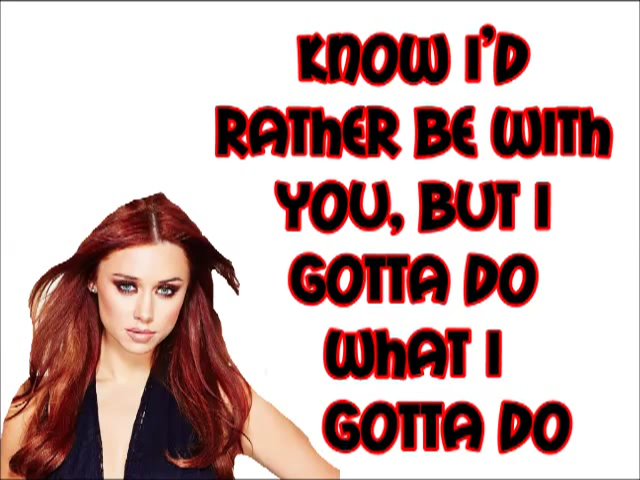 KNOW I'D
RATHER BE WITH
YOU, BUT I
GOTTA DO
WHAT I
GOTTA DO